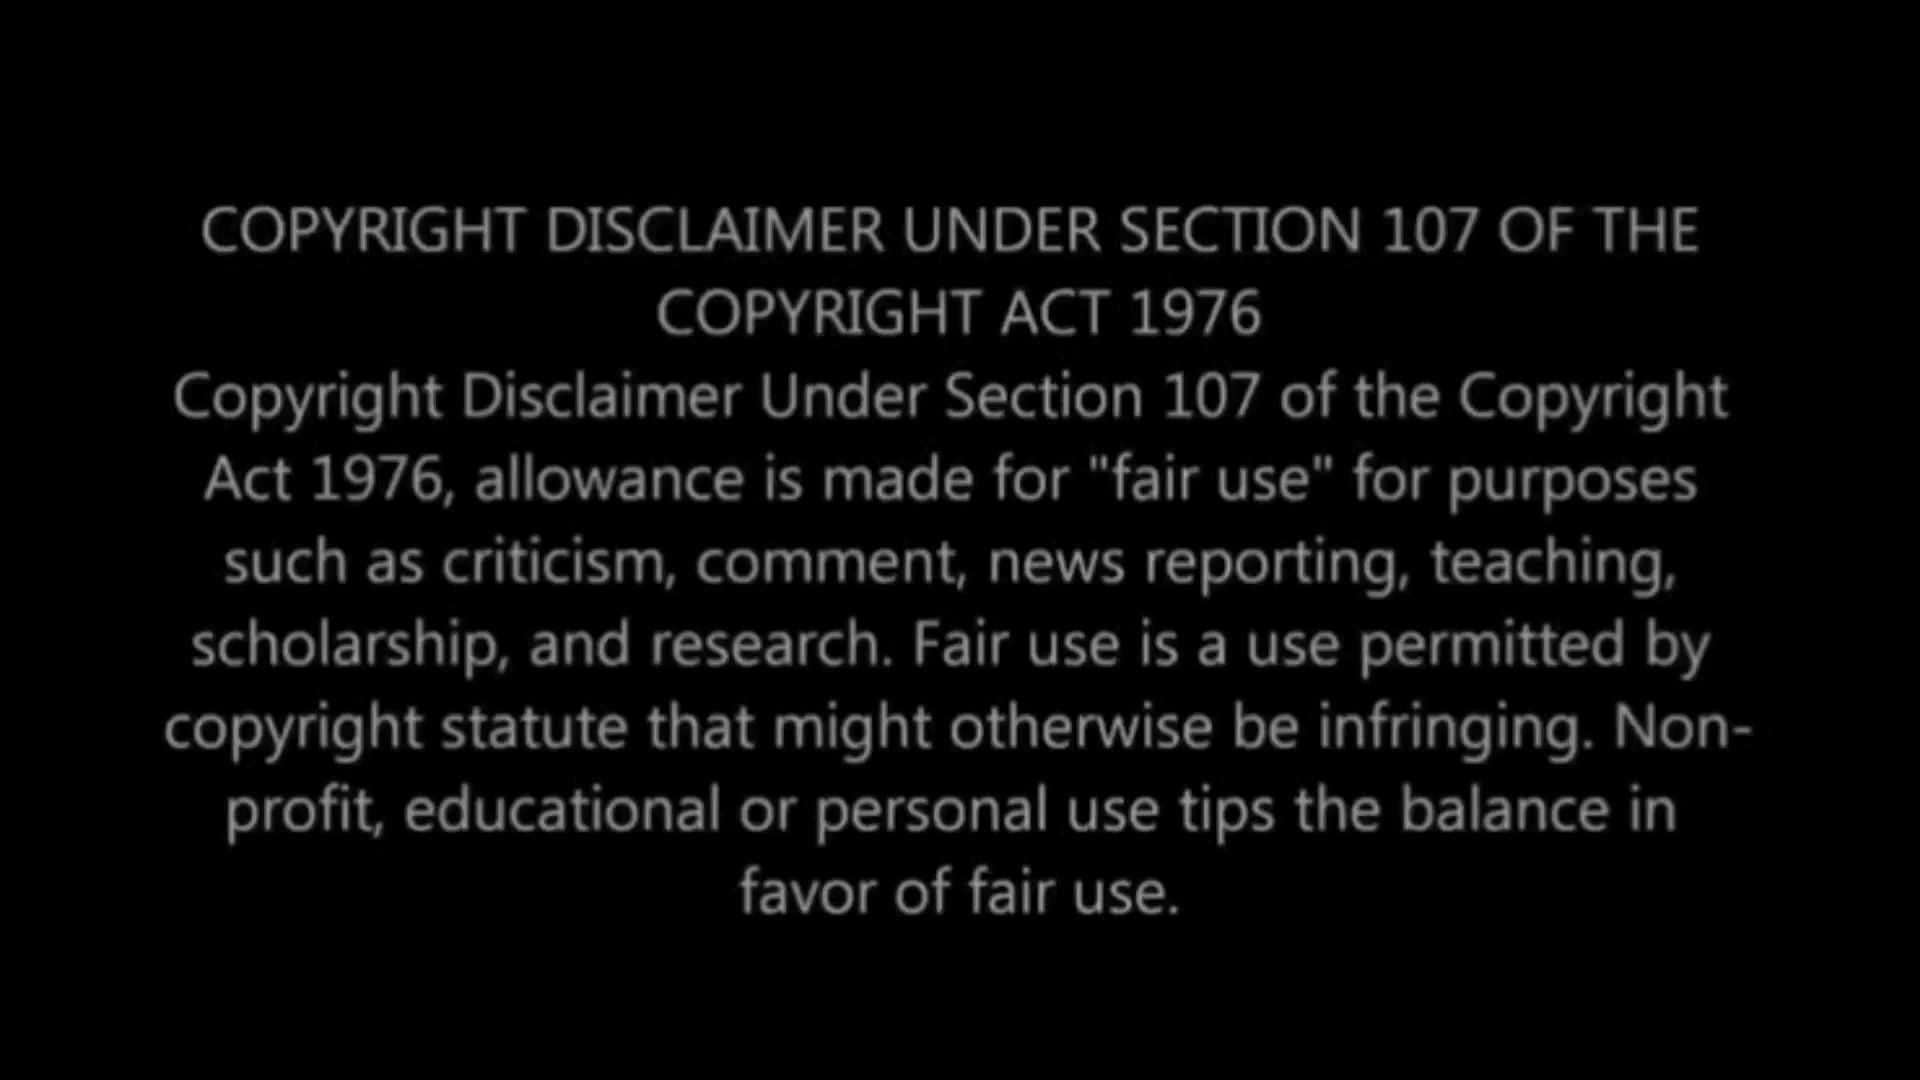 COPYRIGHT DISCLAIMER UNDER SECTION 107 OF THE
COPYRIGHT ACT 1976
Copyright Disclaimer Under Section 107 of the Copyright
Act 1976, allowance is made for "fair use" for purposes
such as criticism, comment, news reporting, teaching,
scholarship, and research. Fair use is a use permitted by
copyright statute that might otherwise be infringing. Non-
profit, educational or personal use tips the balance in
favor of fair use.